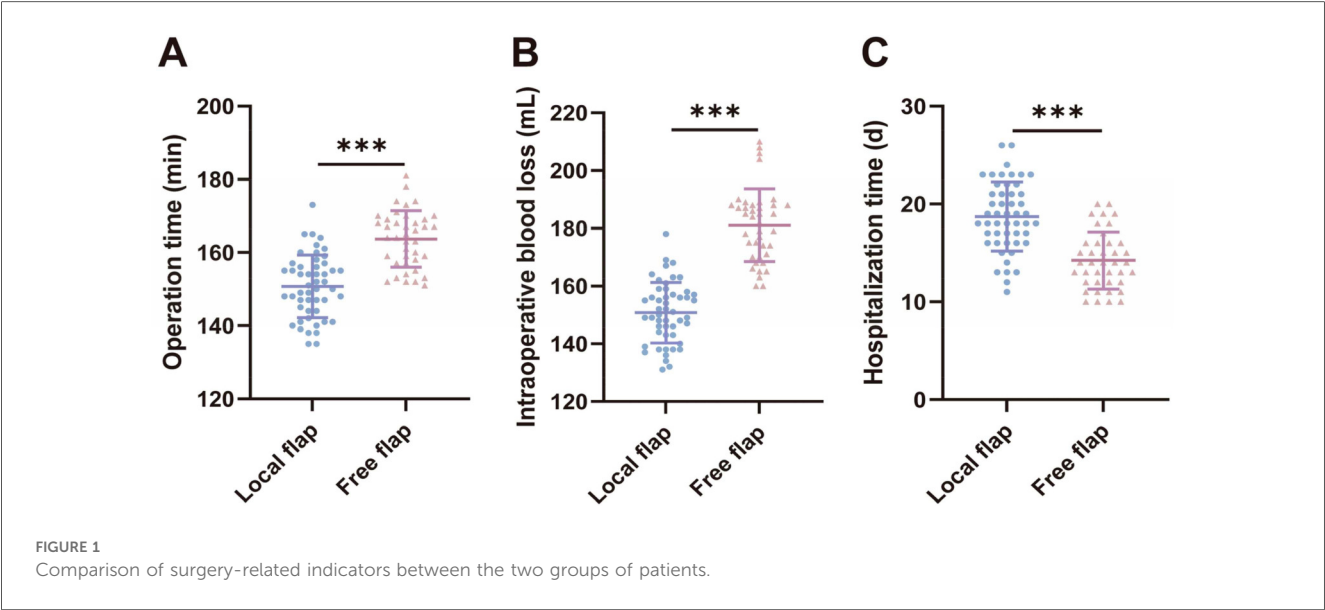 A
Operation time (min)
200
180
160
140
120
***
Local flap
Free flap
B
Intraoperative blood loss (mL)
220
200
180
160
140
120
***
Local flap
Free flap
C
Hospitalization time (d)
30
20
10
0
***
Local flap
Free flap
FIGURE 1
Comparison of surgery-related indicators between the two groups of patients.